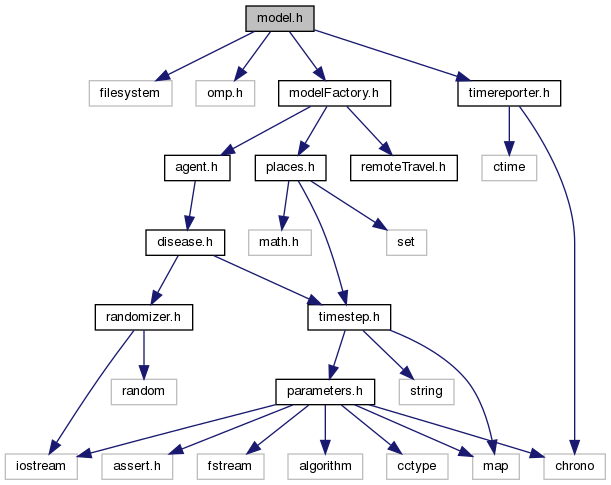 model.h
filesystem
omp.h
modelFactory.h
timereporter.h
agent.h
places.h
remoteTravel.h
ctime
disease.h
math.h
set
randomizer.h
timestep.h
random
parameters.h
string
iostream
assert.h
fstream
algorithm
cctype
map
chrono